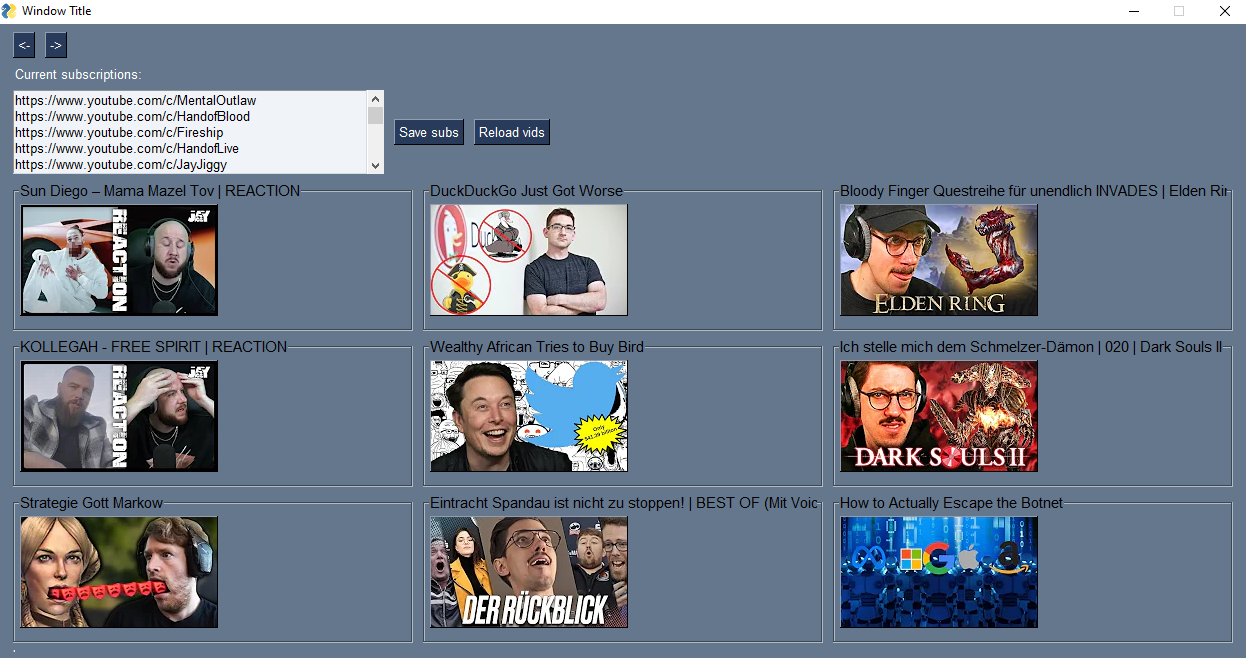 Window Title
<- ->
Current subscriptions:
https://www.youtube.com/c/MentalOutlaw
https://www.youtube.com/c/HandofBlood
https://www.youtube.com/c/Fireship
https://www.youtube.com/c/HandofLive
https://www.youtube.com/c/JayJiggy
Save subs
Reload vids
Sun Diego – Mama Mazel Tov | REACTION
REACTION
JAY
DuckDuckGo Just Got Worse
Bloody Finger Questreihe für unendlich INVADES | Elden Rin
ELDEN RING
KOLLEGAH - FREE SPIRIT | REACTION
REACTION
JAY
Wealthy African Tries to Buy Bird
Only
$41.39 billion
Ich stelle mich dem Schmelzer-Dämon | 020 | Dark Souls II
DARK SOULS II
Strategie Gott Markow
Eintracht Spandau ist nicht zu stoppen! | BEST OF (Mit Voic
DER RÜCKBLICK
How to Actually Escape the Botnet